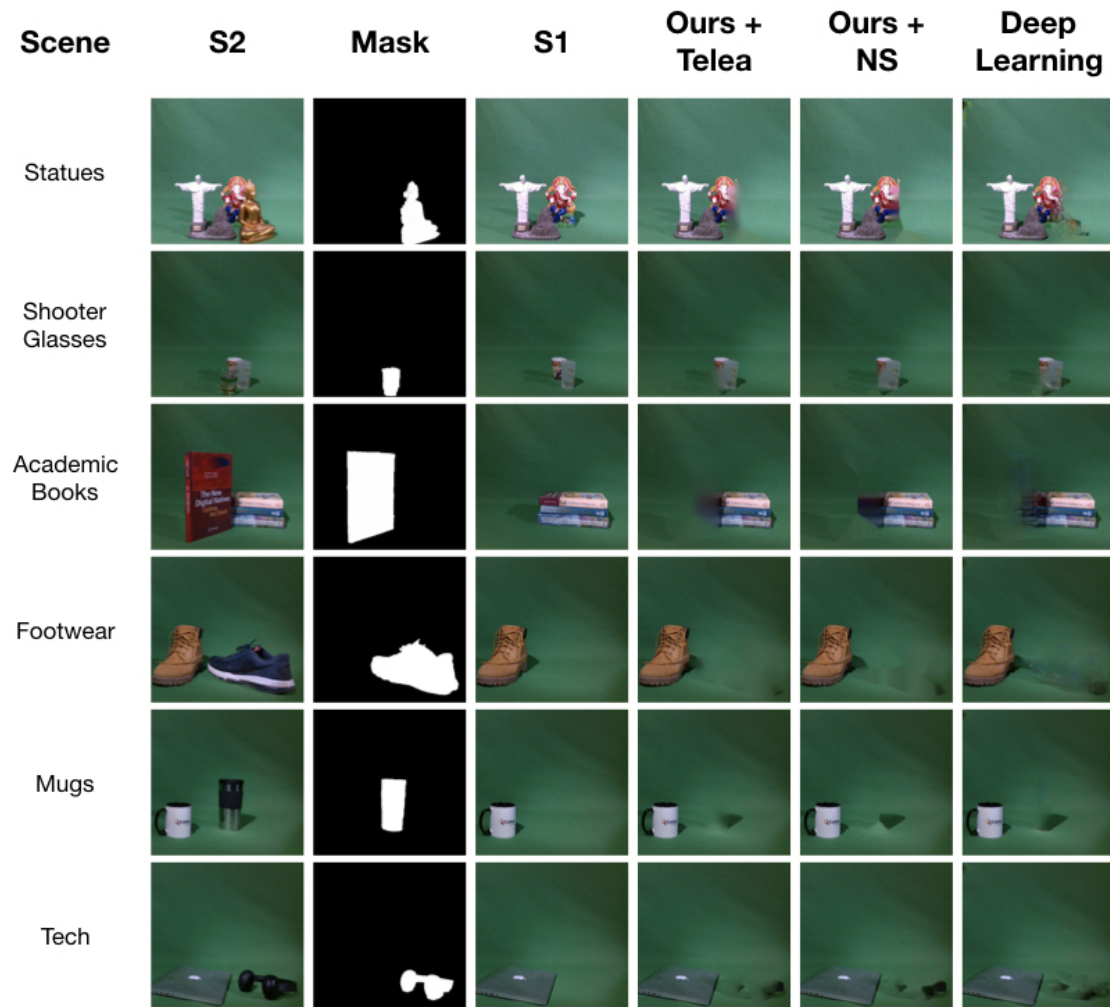 Scene
S2
Mask
S1
Ours +
Telea
Ours +
NS
Deep
Learning
Statues
Shooter
Glasses
Academic
Books
The New
Digital Natives
Footwear
Mugs
Tech